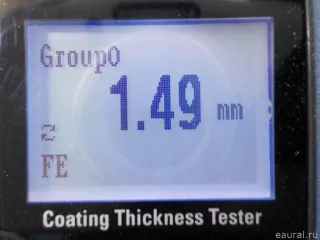 Group0
1.49 mm
FE
Coating Thickness Tester
eaural.ru